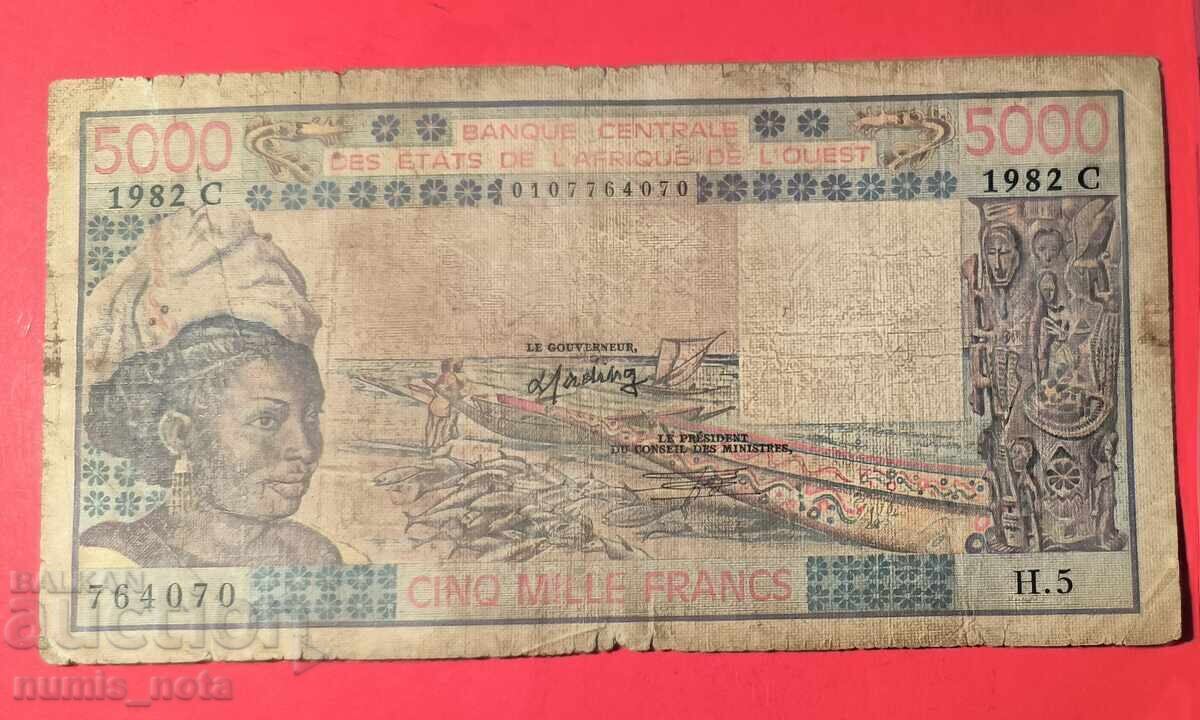 5000 BANQUE CENTRALE 5000
DES ETATS DE L'AFRIQUE DE L'OUEST
1982 C 0107764070 1982 C
LE GOUVERNEUR,
LE PRÉSIDENT
DU CONSEIL DES MINISTRES,
764070 CINQ MILLE FRANCS H.5
BALKAN
auction
numis_nota